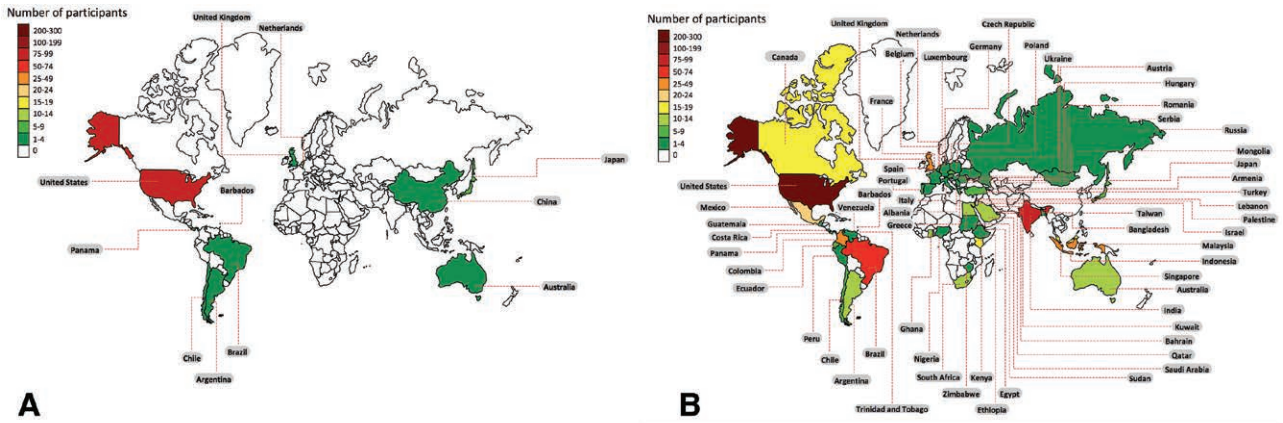 Number of participants
200-300
100-199
75-99
50-74
25-49
20-24
15-19
10-14
5-9
1-4
0
United Kingdom
Netherlands
United States
Barbados
Panama
Japan
China
Australia
Chile
Brazil
Argentina
A
Number of participants
200-300
100-199
75-99
50-74
25-49
20-24
15-19
10-14
5-9
1-4
0
Czech Republic
United Kingdom
Netherlands
Germany
Poland
Belgium
Luxembourg
Ukraine
Canada
Austria
Hungary
France
Romania
Serbia
Russia
Mongolia
Spain
Japan
Portugal
Armenia
United States
Barbados
Turkey
Mexico
Venezuela
Italy
Lebanon
Albania
Taiwan
Palestine
Guatemala
Greece
Bangladesh
Israel
Costa Rica
Malaysia
Panama
Indonesia
Colombia
Singapore
Ecuador
Australia
India
Ghana
Kuwait
Peru
Bahrain
Chile
Brazil
Nigeria
Qatar
Saudi Arabia
Argentina
South Africa
Kenya
Sudan
Zimbabwe
Egypt
Trinidad and Tobago
Ethiopia
B